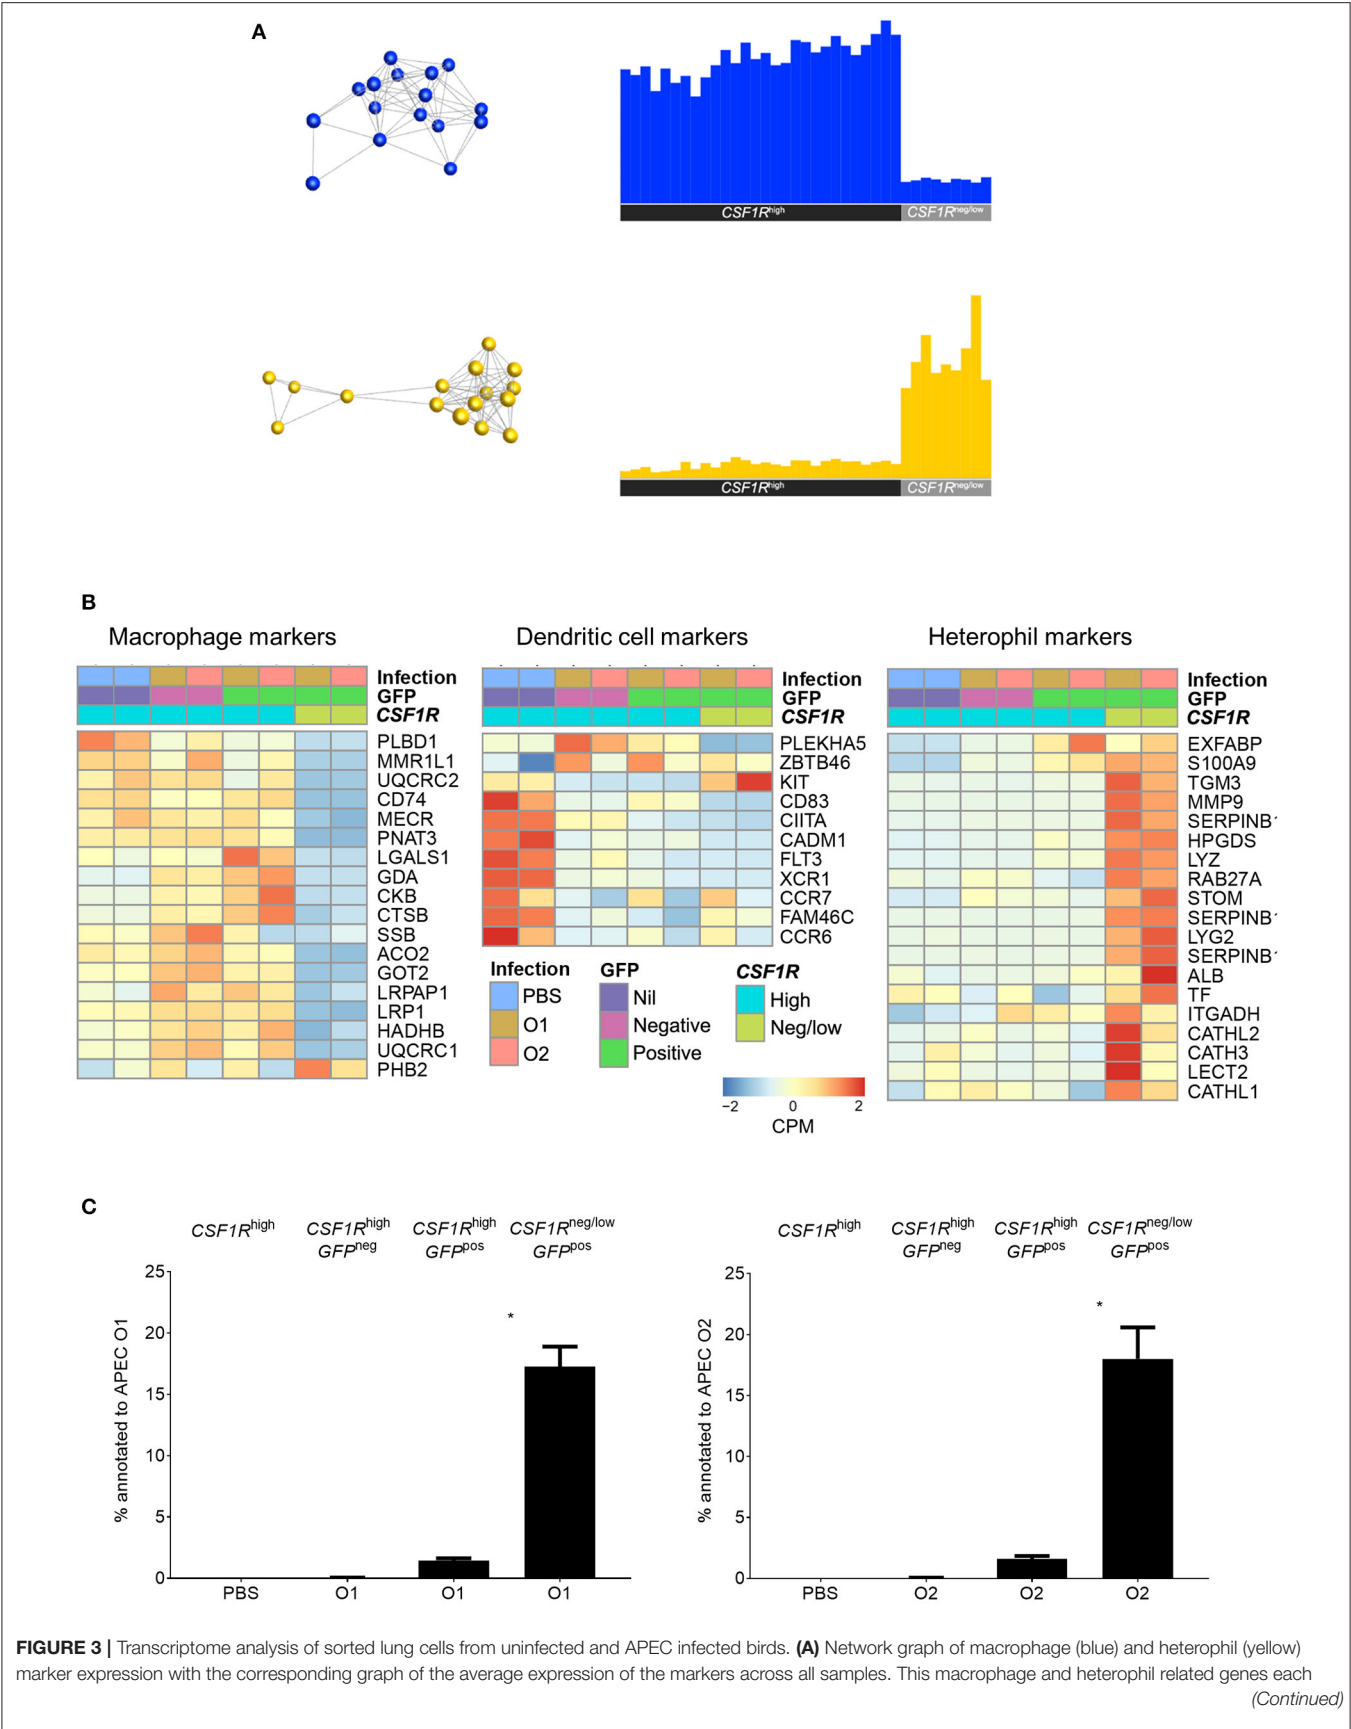 A
CSF1Rhigh CSF1Rneg/low
CSF1Rhigh CSF1Rneg/low
B
Macrophage markers
Infection
GFP
CSF1R
PLBD1
MMR1L1
UQCRC2
CD74
MECR
PNAT3
LGALS1
GDA
CKB
CTSB
SSB
ACO2
GOT2
LRPAP1
LRP1
HADHB
UQCRC1
PHB2
Dendritic cell markers
Infection
GFP
CSF1R
PLEKHA5
ZBTB46
KIT
CD83
CIITA
CADM1
FLT3
XCR1
CCR7
FAM46C
CCR6
Infection
PBS
O1
O2
GFP
Nil
Negative
Positive
CSF1R
High
Neg/low
−2 0 2
CPM
Heterophil markers
Infection
GFP
CSF1R
EXFABP
S100A9
TGM3
MMP9
SERPINB
HPGDS
LYZ
RAB27A
STOM
SERPINB
LYG2
SERPINB
ALB
TF
ITGADH
CATHL2
CATH3
LECT2
CATHL1
C
CSF1Rhigh CSF1Rhigh CSF1Rhigh CSF1Rneg/low
GFPneg GFPpos GFPpos
% annotated to APEC O1
25
20
15
10
5
0
*
PBS O1 O1 O1
CSF1Rhigh CSF1Rhigh CSF1Rhigh CSF1Rneg/low
GFPneg GFPpos GFPpos
% annotated to APEC O2
25
20
15
10
5
0
*
PBS O2 O2 O2
FIGURE 3 | Transcriptome analysis of sorted lung cells from uninfected and APEC infected birds. (A) Network graph of macrophage (blue) and heterophil (yellow)
marker expression with the corresponding graph of the average expression of the markers across all samples. This macrophage and heterophil related genes each
(Continued)